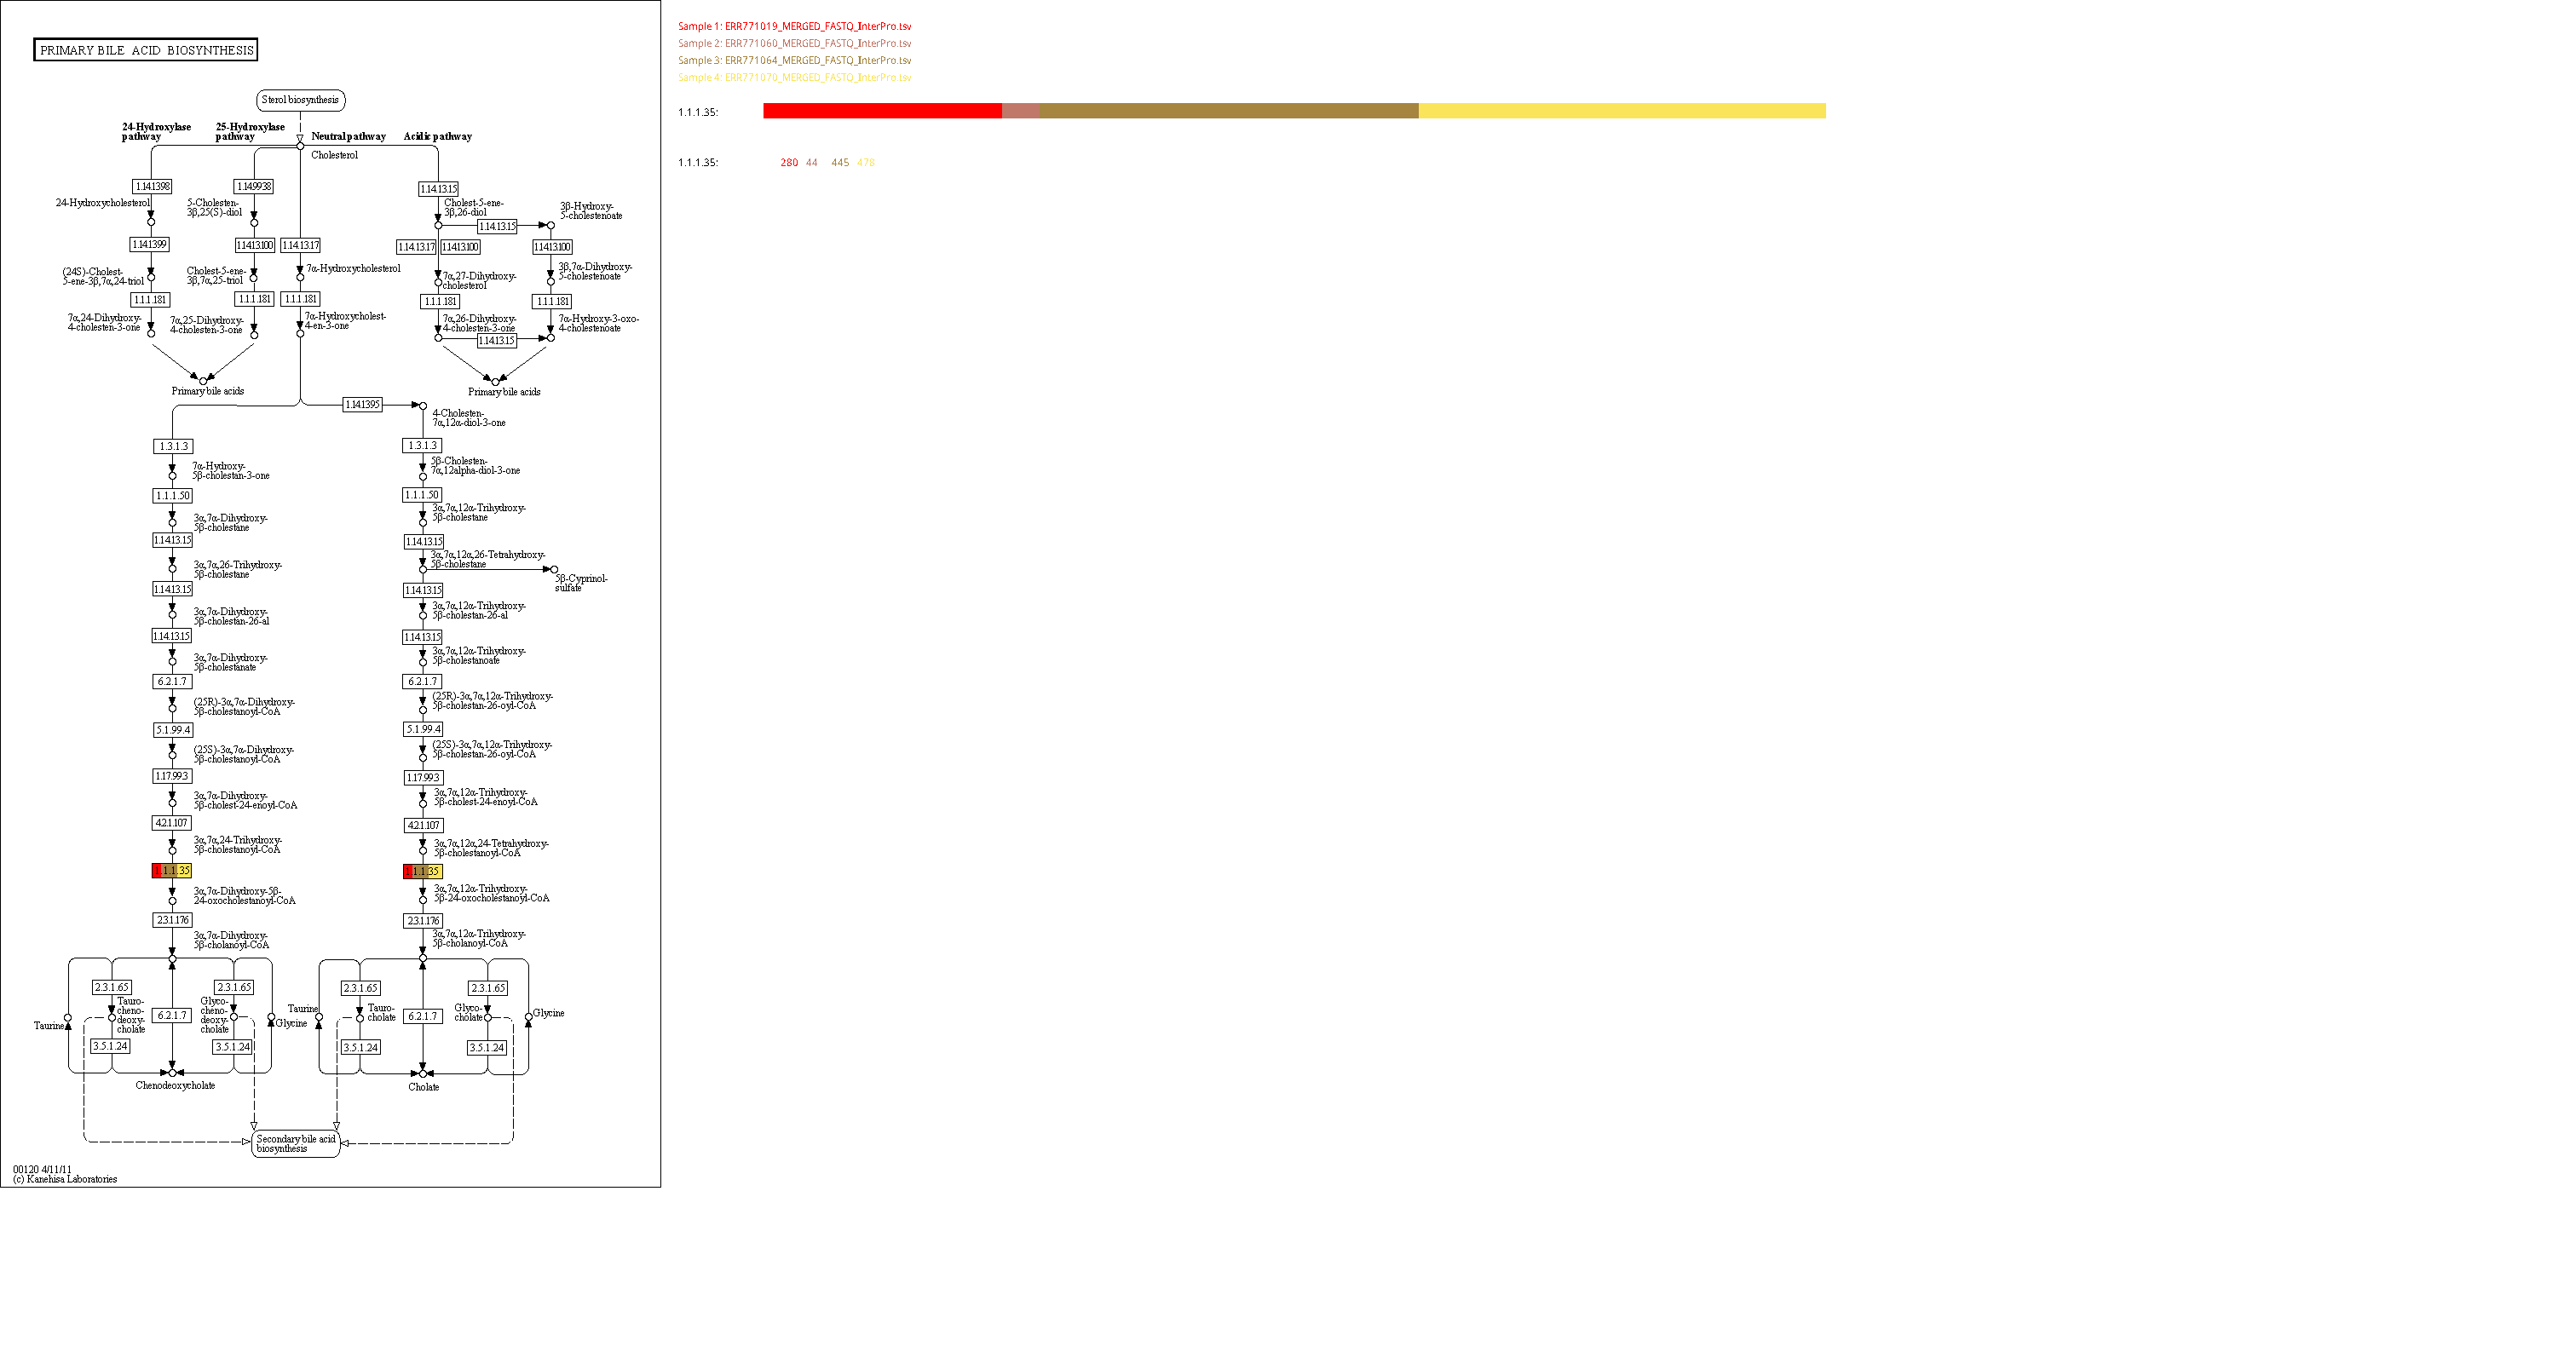 PRIMARY BILE ACID BIOSYNTHESIS
Sterol biosynthesis
24-Hydroxylase
pathway
25-Hydroxylase
pathway
Neutral pathway
Acidic pathway
Cholesterol
1.14.1398
1.14.9938
1.14.13.15
24-Hydroxycholesterol
5-Cholesten-
3β,25(S)-diol
Cholest-5-ene-
3β,26-diol
1.14.13.15
3β-Hydroxy-
5-cholestenoate
1.14.1399
1.14.13.100
1.14.13.17
1.14.13.17
1.14.13.100
1.14.13.100
(24S)-Cholest-
5-ene-3β,7α,24-triol
Cholest-5-ene-
3β,7α,25-triol
7α-Hydroxycholesterol
7α,27-Dihydroxy-
cholesterol
3β,7α-Dihydroxy-
5-cholestenoate
1.1.1.181
1.1.1.181
1.1.1.181
1.1.1.181
1.1.1.181
7α,24-Dihydroxy-
4-cholesten-3-one
7α,25-Dihydroxy-
4-cholesten-3-one
7α-Hydroxycholest-
4-en-3-one
7α,26-Dihydroxy-
4-cholesten-3-one
7α-Hydroxy-3-oxo-
4-cholestenoate
1.14.13.15
Primary bile acids
Primary bile acids
1.14.1395
4-Cholesten-
7α,12α-diol-3-one
1.3.1.3
1.3.1.3
7α-Hydroxy-
5β-cholestan-3-one
5β-Cholesten-
7α,12alpha-diol-3-one
1.1.1.50
1.1.1.50
3α,7α-Dihydroxy-
5β-cholestane
3α,7α,12α-Trihydroxy-
5β-cholestane
1.14.13.15
1.14.13.15
3α,7α,26-Trihydroxy-
5β-cholestane
3α,7α,12α,26-Tetrahydroxy-
5β-cholestane
5β-Cyprinol-
sulfate
1.14.13.15
1.14.13.15
3α,7α-Dihydroxy-
5β-cholestan-26-al
3α,7α,12α-Trihydroxy-
5β-cholestan-26-al
1.14.13.15
1.14.13.15
3α,7α-Dihydroxy-
5β-cholestanate
3α,7α,12α-Trihydroxy-
5β-cholestanoate
6.2.1.7
6.2.1.7
(25R)-3α,7α-Dihydroxy-
5β-cholestanoyl-CoA
(25R)-3α,7α,12α-Trihydroxy-
5β-cholestan-26-oyl-CoA
5.1.99.4
5.1.99.4
(25S)-3α,7α-Dihydroxy-
5β-cholestanoyl-CoA
(25S)-3α,7α,12α-Trihydroxy-
5β-cholestan-26-oyl-CoA
1.17.99.3
1.17.99.3
3α,7α-Dihydroxy-
5β-cholest-24-enoyl-CoA
3α,7α,12α-Trihydroxy-
5β-cholest-24-enoyl-CoA
4.2.1.107
4.2.1.107
3α,7α,24-Trihydroxy-
5β-cholestanoyl-CoA
3α,7α,12α,24-Tetrahydroxy-
5β-cholestanoyl-CoA
1.1.1.35
1.1.1.35
3α,7α-Dihydroxy-5β-
24-oxocholestanoyl-CoA
3α,7α,12α-Trihydroxy-
5β-24-oxocholestanoyl-CoA
2.3.1.176
2.3.1.176
3α,7α-Dihydroxy-
5β-cholanoyl-CoA
3α,7α,12α-Trihydroxy-
5β-cholanoyl-CoA
2.3.1.65
2.3.1.65
2.3.1.65
2.3.1.65
Taurine
Tauro-
cheno-
deoxy-
cholate
6.2.1.7
Glyco-
cheno-
deoxy-
cholate
Glycine
Taurine
Tauro-
cholate
6.2.1.7
Glyco-
cholate
Glycine
3.5.1.24
3.5.1.24
3.5.1.24
3.5.1.24
Chenodeoxycholate
Cholate
Secondary bile acid
biosynthesis
00120 4/11/11
(c) Kanehisa Laboratories
Sample 1: ERR771019_MERGED_FASTQ_InterPro.tsv
Sample 2: ERR771060_MERGED_FASTQ_InterPro.tsv
Sample 3: ERR771064_MERGED_FASTQ_InterPro.tsv
Sample 4: ERR771070_MERGED_FASTQ_InterPro.tsv
1.1.1.35:
1.1.1.35: 280 44 445 478